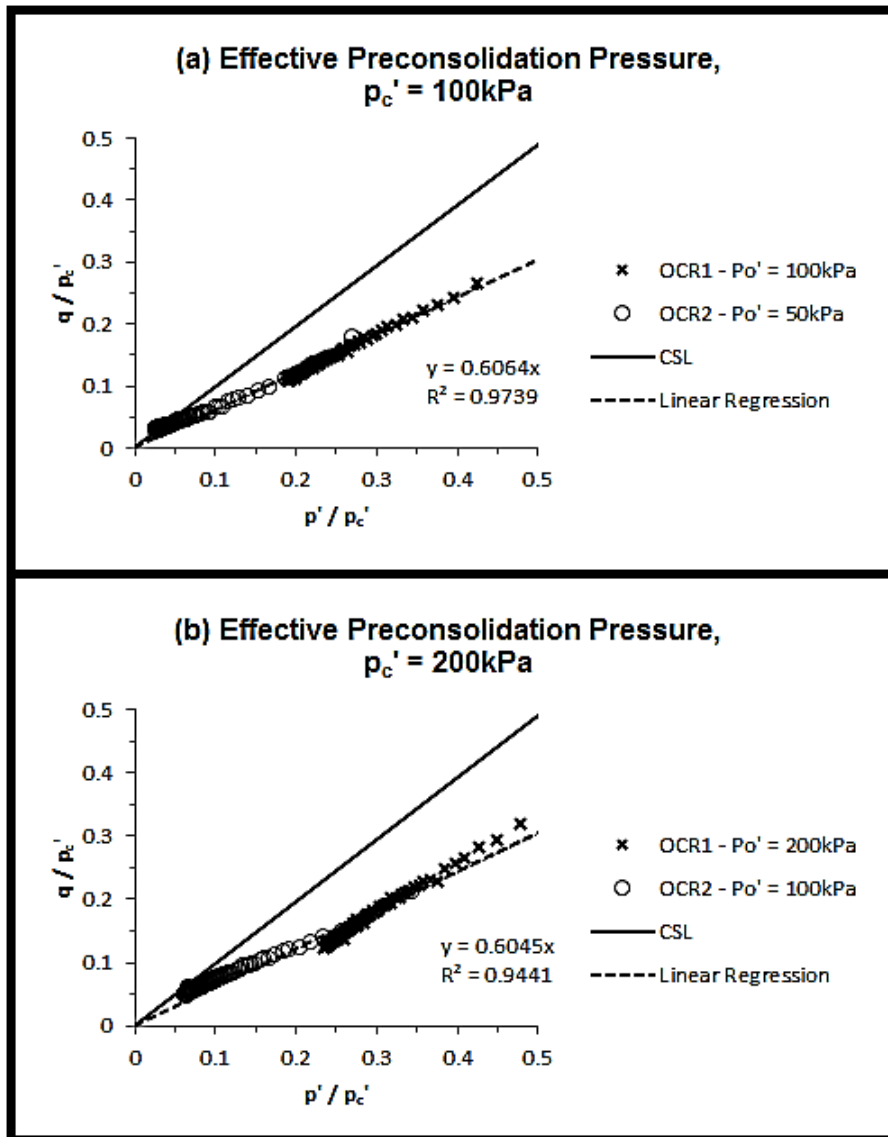 (a) Effective Preconsolidation Pressure,
pc' = 100kPa
0.5
0.4
0.3
0.2
0.1
0
q / pc'
0 0.1 0.2 0.3 0.4 0.5
p' / pc'
y = 0.6064x
R² = 0.9739
OCR1 - Po' = 100kPa
OCR2 - Po' = 50kPa
CSL
Linear Regression
(b) Effective Preconsolidation Pressure,
pc' = 200kPa
0.5
0.4
0.3
0.2
0.1
0
q / pc'
0 0.1 0.2 0.3 0.4 0.5
p' / pc'
y = 0.6045x
R² = 0.9441
OCR1 - Po' = 200kPa
OCR2 - Po' = 100kPa
CSL
Linear Regression